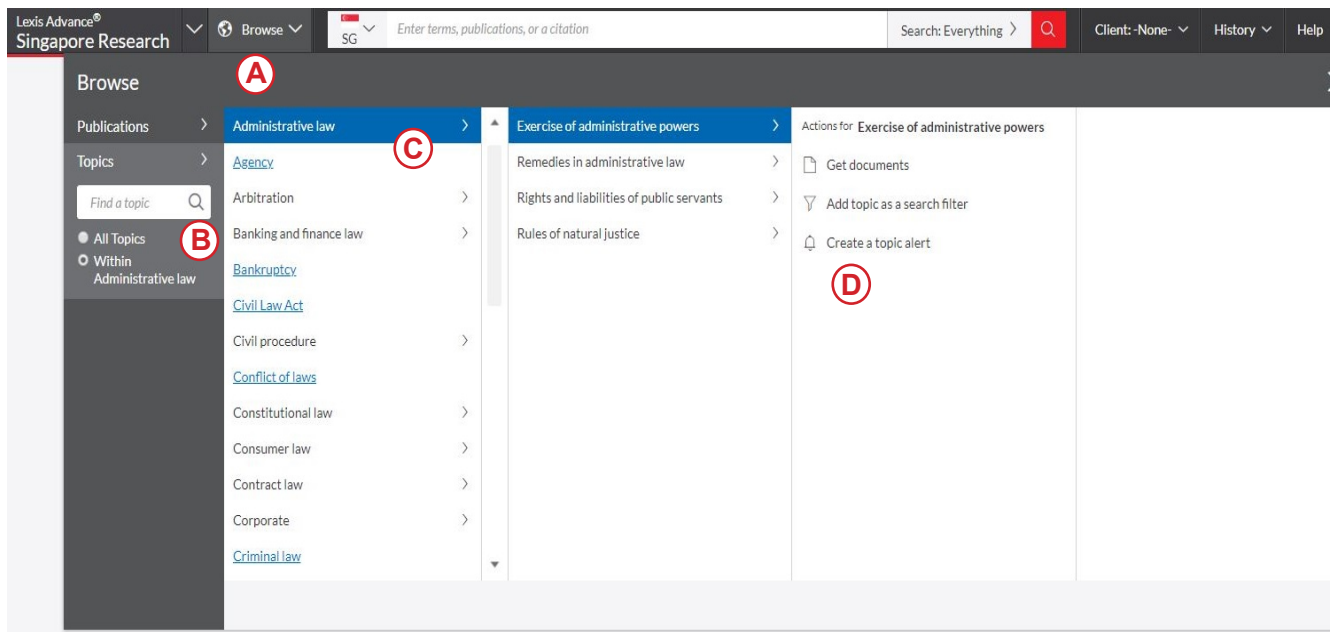 Lexis Advance®
Singapore Research
Browse
SG
Enter terms, publications, or a citation
Search: Everything
Client: -None-
History
Help
Browse
A
Publications
Topics
Find a topic
All Topics
Within
Administrative law
B
Administrative law
C
Agency
Arbitration
Banking and finance law
Bankruptcy
Civil Law Act
Civil procedure
Conflict of laws
Constitutional law
Consumer law
Contract law
Corporate
Criminal law
Exercise of administrative powers
Remedies in administrative law
Rights and liabilities of public servants
Rules of natural justice
Actions for Exercise of administrative powers
Get documents
Add topic as a search filter
Create a topic alert
D